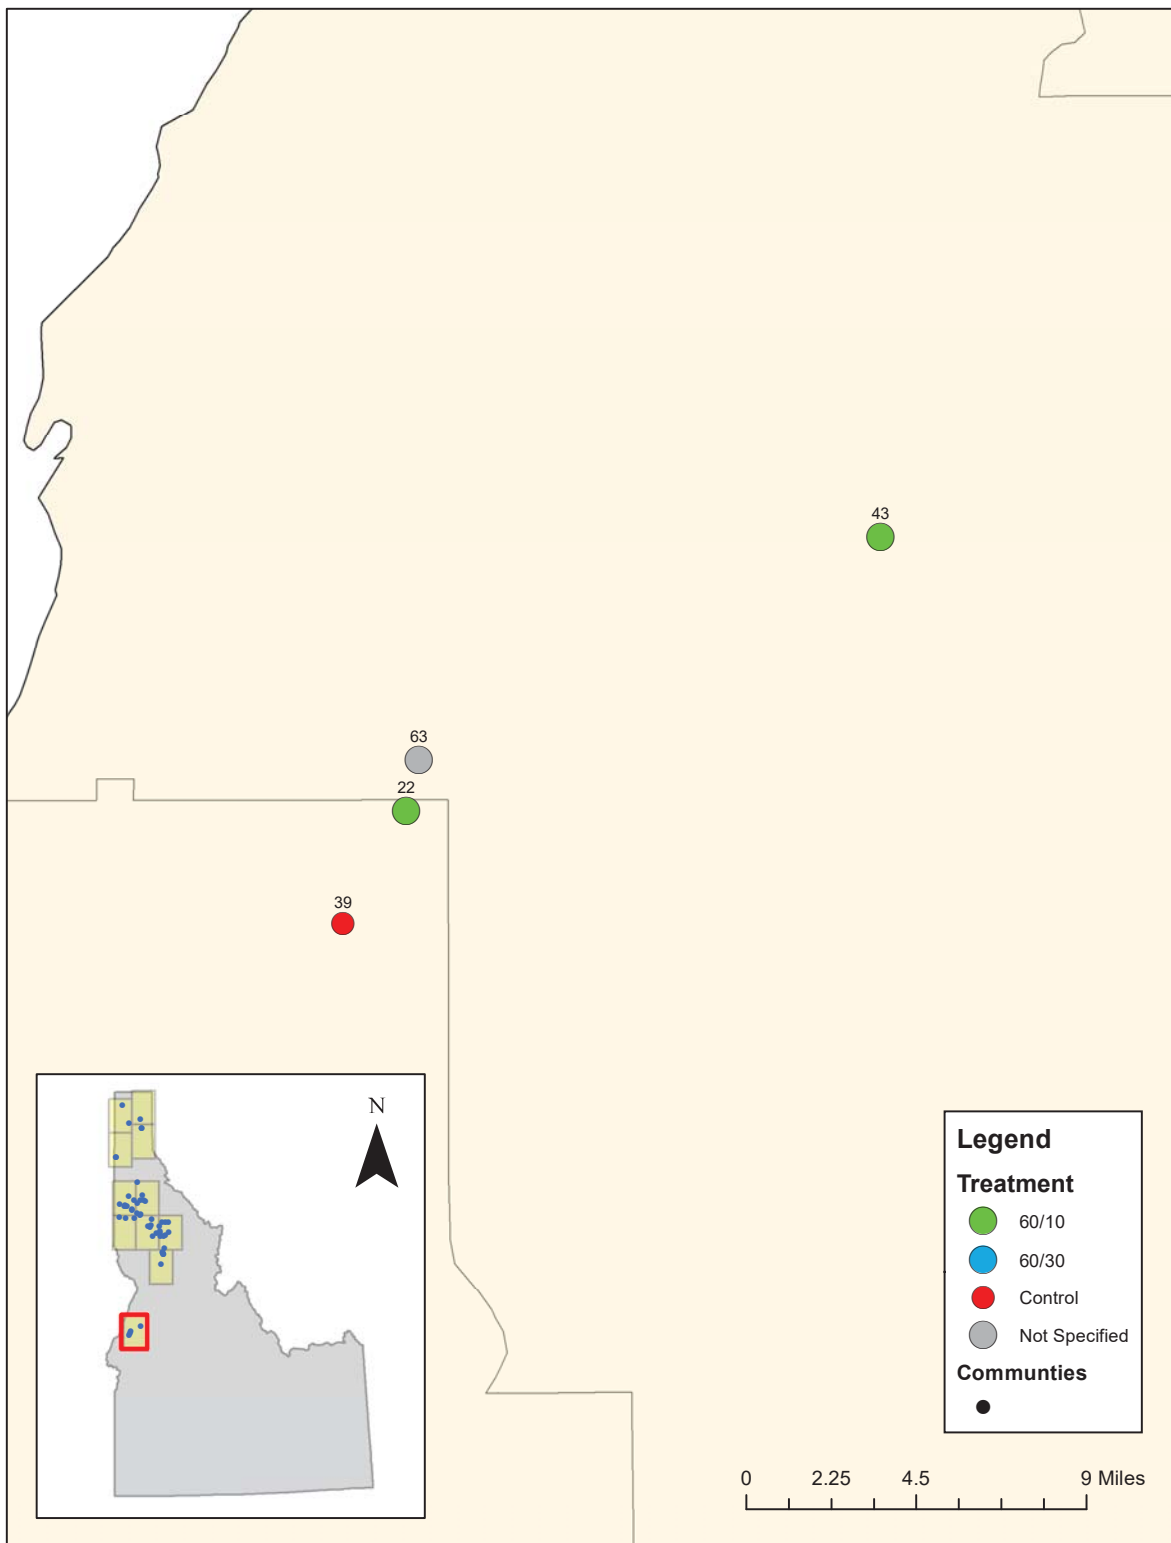 43
63
22
39
N
Legend
Treatment
60/10
60/30
Control
Not Specified
Communties
0 2.25 4.5 9 Miles